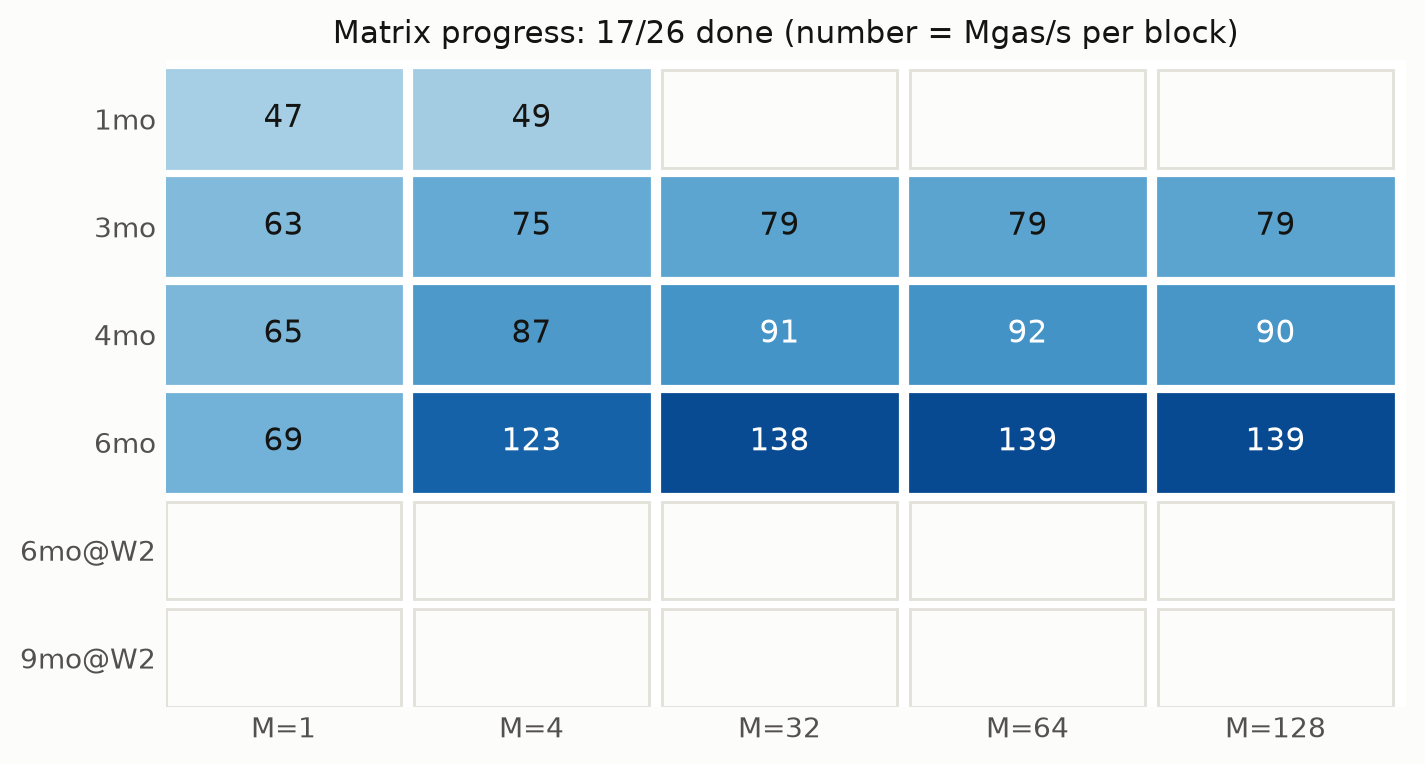 Matrix progress: 17/26 done (number = Mgas/s per block)
1mo 47 49
3mo 63 75 79 79 79
4mo 65 87 91 92 90
6mo 69 123 138 139 139
6mo@W2
9mo@W2
M=1 M=4 M=32 M=64 M=128